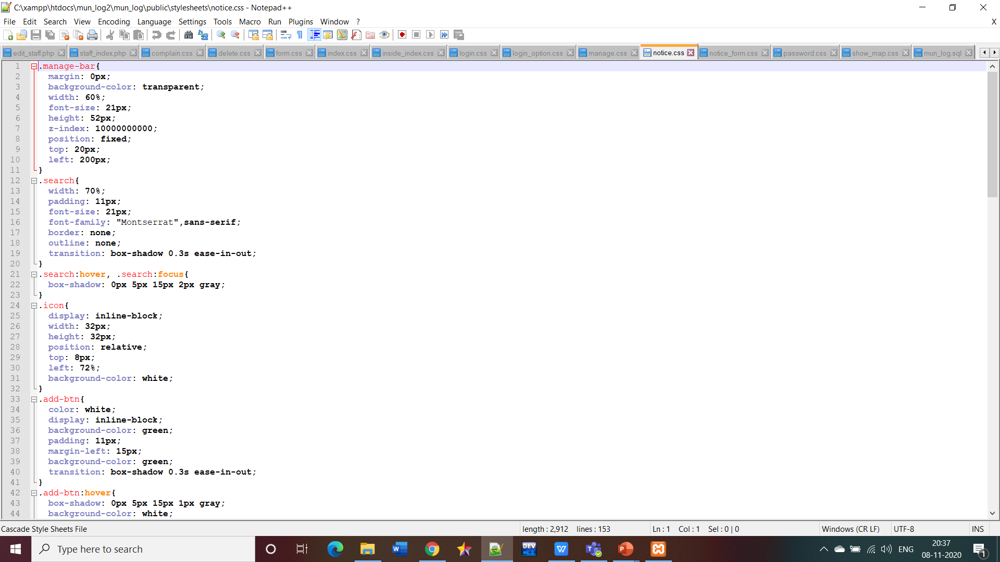 C:\xampp\htdocs\mun_log2\mun_log\public\stylesheets\notice.css - Notepad++
File Edit Search View Encoding Language Settings Tools Macro Run Plugins Window ? X
edit_staff.php staff_index.php complain.css delete.css form.css index.css inside_index.css login.css login_option.css manage.css notice.css notice_form.css password.css show_map.css mun_log.sql
1 .manage-bar{
2 margin: 0px;
3 background-color: transparent;
4 width: 60%;
5 font-size: 21px;
6 height: 52px;
7 z-index: 10000000000;
8 position: fixed;
9 top: 20px;
10 left: 200px;
11 }
12 .search{
13 width: 70%;
14 padding: 11px;
15 font-size: 21px;
16 font-family: "Montserrat",sans-serif;
17 border: none;
18 outline: none;
19 transition: box-shadow 0.3s ease-in-out;
20 }
21 .search:hover, .search:focus{
22 box-shadow: 0px 5px 15px 2px gray;
23 }
24 .icon{
25 display: inline-block;
26 width: 32px;
27 height: 32px;
28 position: relative;
29 top: 8px;
30 left: 72%;
31 background-color: white;
32 }
33 .add-btn{
34 color: white;
35 display: inline-block;
36 background-color: green;
37 padding: 11px;
38 margin-left: 15px;
39 background-color: green;
40 transition: box-shadow 0.3s ease-in-out;
41 }
42 .add-btn:hover{
43 box-shadow: 0px 5px 15px 1px gray;
44 background-color: white;
Cascade Style Sheets File length : 2,912 lines : 153 Ln : 1 Col : 1 Sel : 0 | 0 Windows (CR LF) UTF-8 INS
Type here to search DEV C++ ENG 20:37
08-11-2020 1